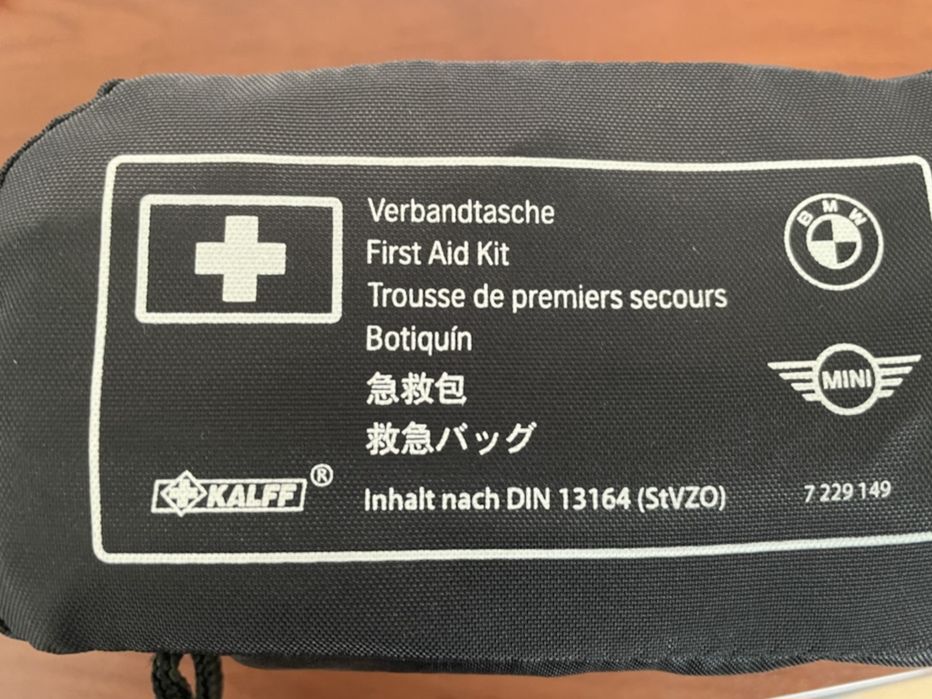 Verbandtasche
First Aid Kit
Trousse de premiers secours
Botiquín
急救包
救急バッグ
Inhalt nach DIN 13164 (StVZO)
KALFF®
BMW
MINI
7 229 149